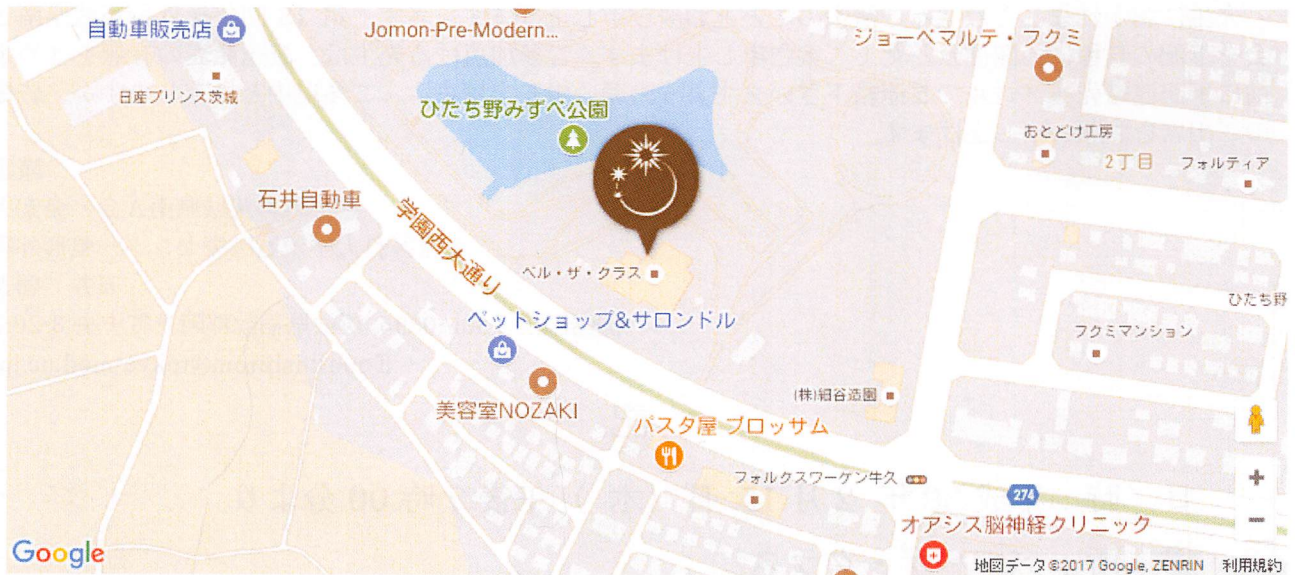 自動車販売店
Jomon-Pre-Modern...
ジョーベマルテ・フクミ
日産プリンス茨城
ひたち野みずべ公園
おとどけ工房
2丁目
フォルティア
石井自動車
学園西大通り
ベル・ザ・クラス
ひたち野
ペットショップ&サロンドル
フクミマンション
美容室NOZAKI
(株)細谷造園
パスタ屋 ブロッサム
フォルクスワーゲン牛久
274
オアシス脳神経クリニック
Google
地図データ ©2017 Google, ZENRIN 利用規約